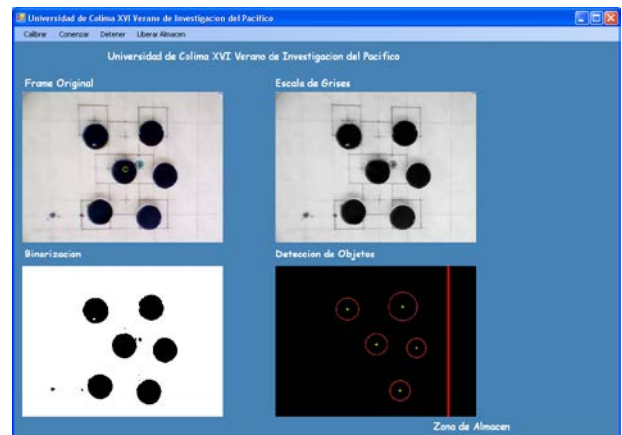 Universidad de Colima XVI Verano de Investigacion del Pacifico
Calibrar Comenzar Detener Liberar Almacen
Universidad de Colima XVI Verano de Investigacion del Pacifico
Frame Original
Escala de Grises
Binarizacion
Deteccion de Objetos
Zona de Almacen